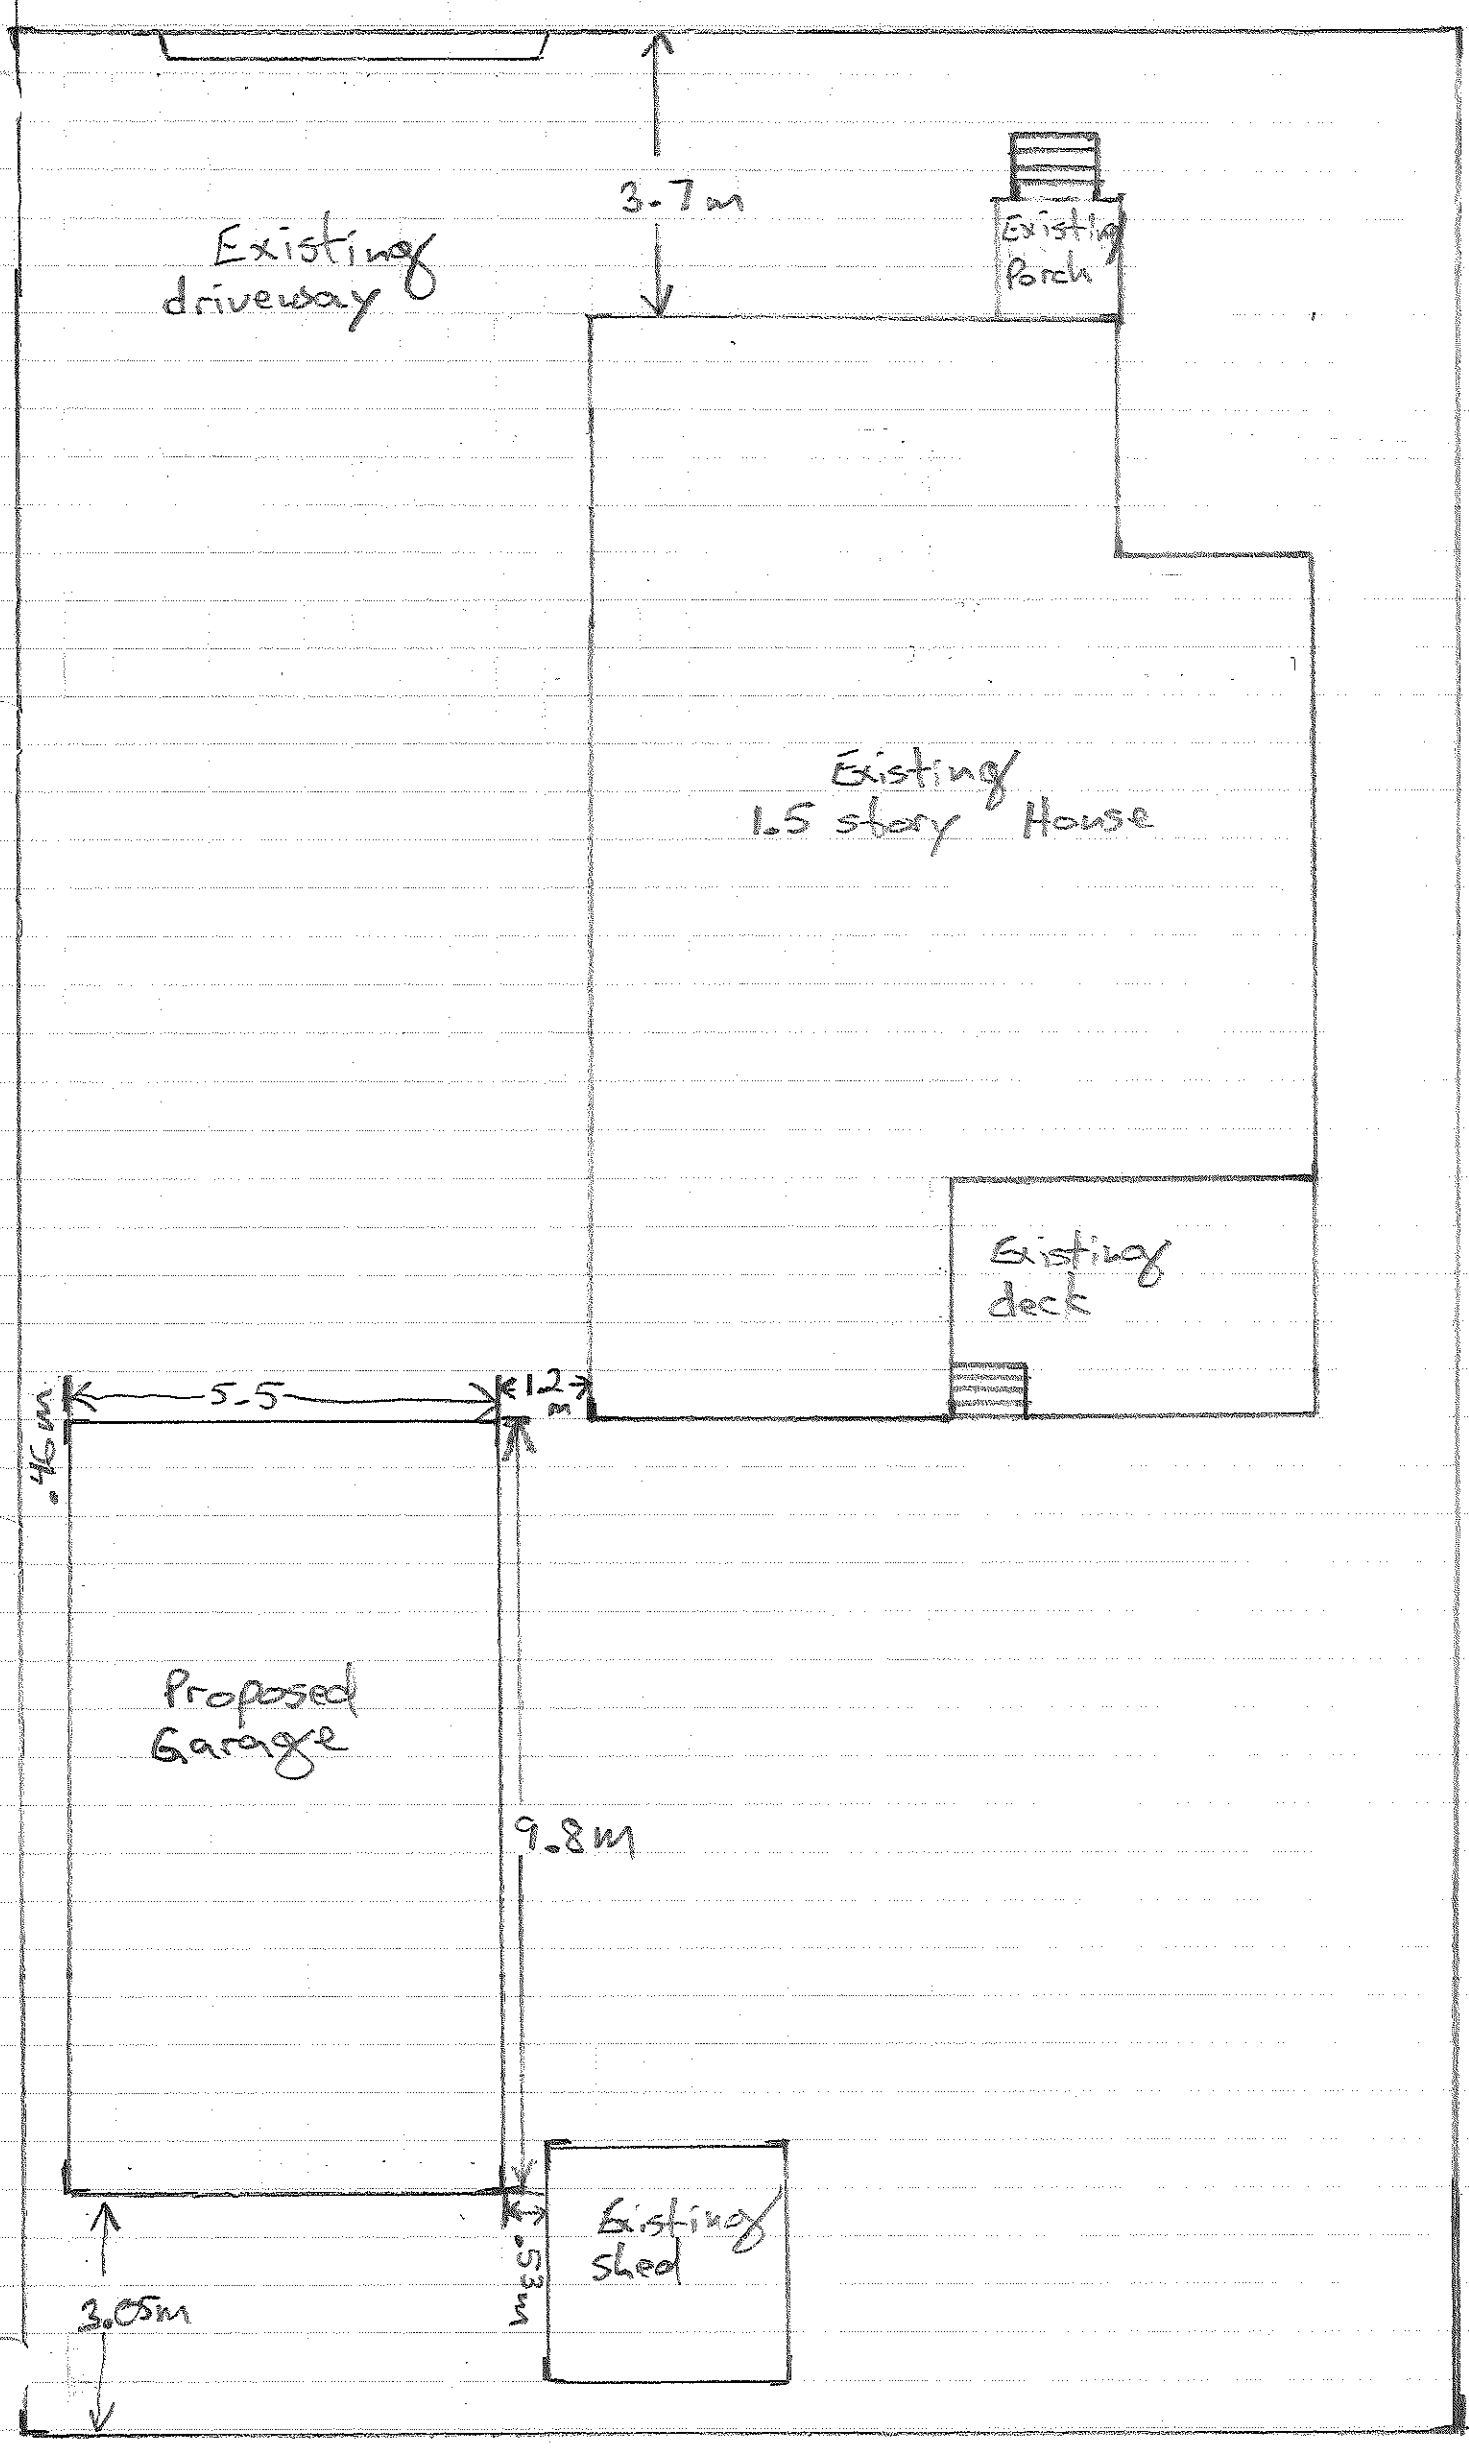 3.7m
Existing
Porch
Existing
driveway
Existing
1.5 story House
Existing
deck
5.5
1.2
m
.46m
Proposed
Garage
9.8m
Existing
shed
.53m
3.05m